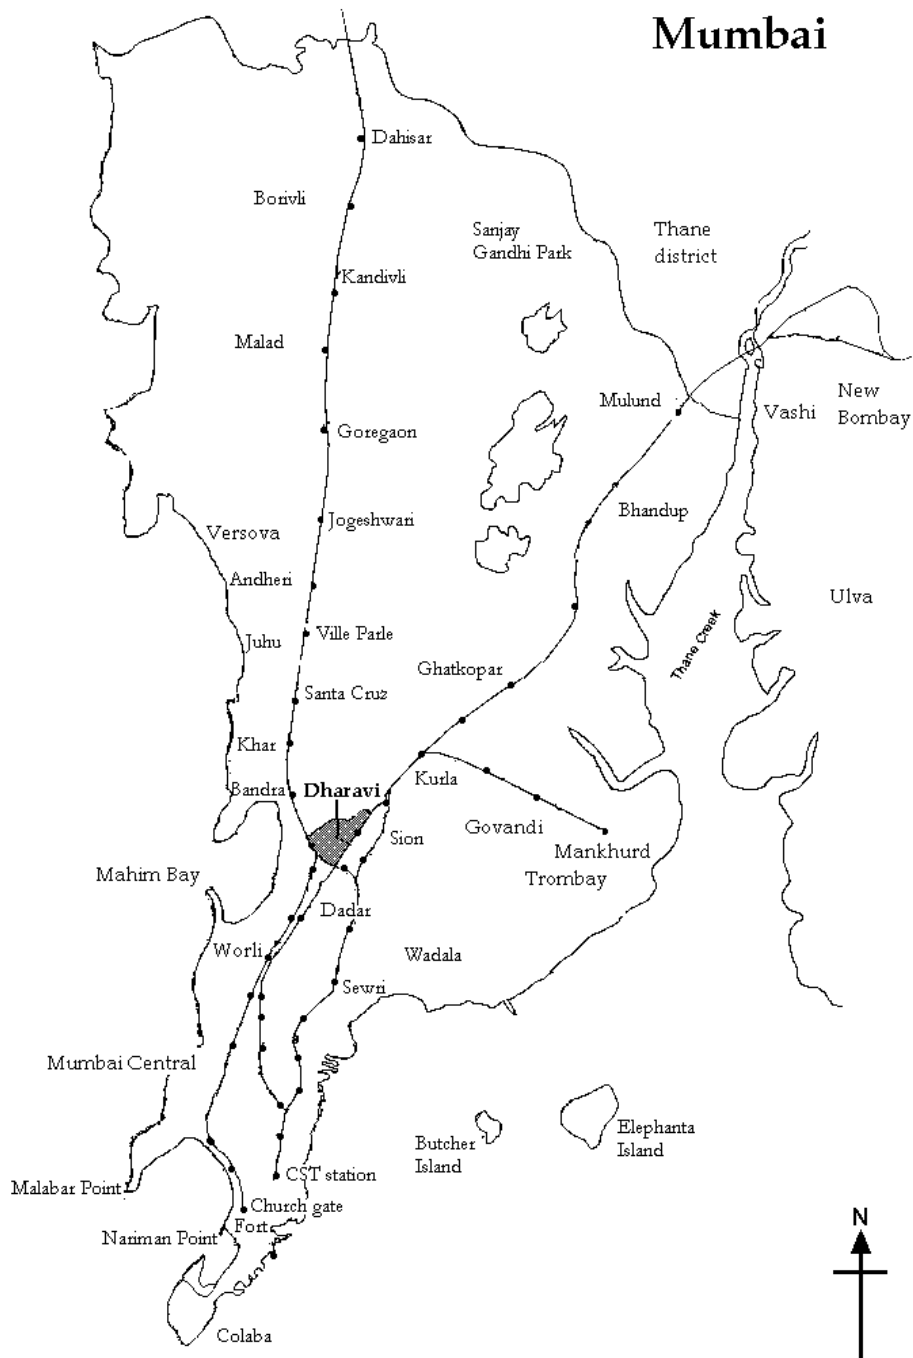 Mumbai
Dahisar
Borivli
Sanjay
Gandhi Park
Thane
district
Kandivli
Malad
Mulund
New
Bombay
Vashi
Goregaon
Bhandup
Jogeshwari
Versova
Andheri
Ulva
Juhu
Ville Parle
Thane Creek
Ghatkopar
Santa Cruz
Khar
Kurla
Bandra
Dharavi
Govandi
Sion
Mankhurd
Trombay
Mahim Bay
Dadar
Worli
Wadala
Sewri
Mumbai Central
Elephanta
Island
Butcher
Island
CST station
Malabar Point
Church gate
Fort
Nariman Point
N
Colaba